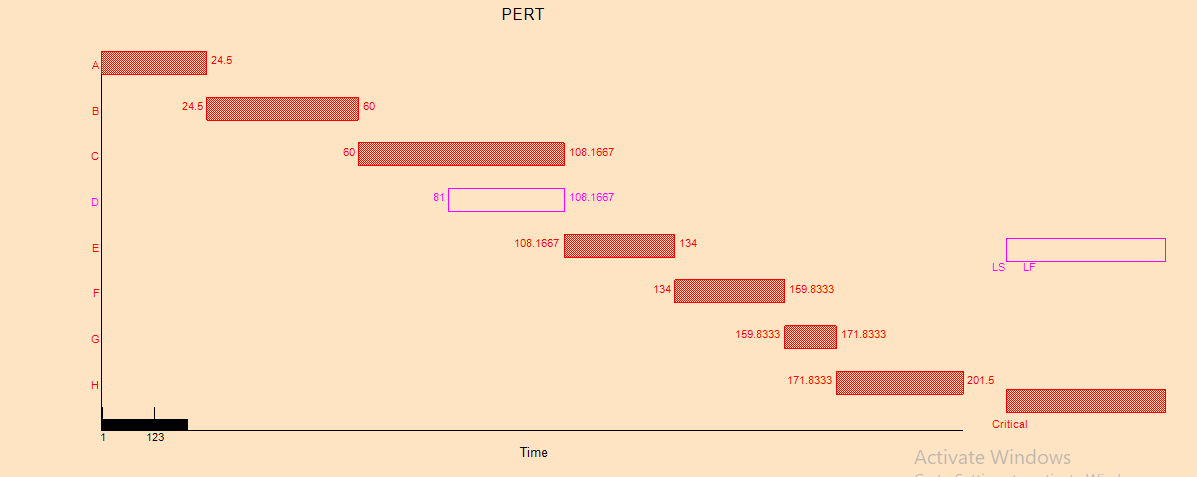 PERT
A 24.5
B 24.5 60
C 60 108.1667
D 81 108.1667
E 108.1667 134
LS LF
F 134 159.8333
G 159.8333 171.8333
H 171.8333 201.5
Critical
1 123
Time
Activate Windows